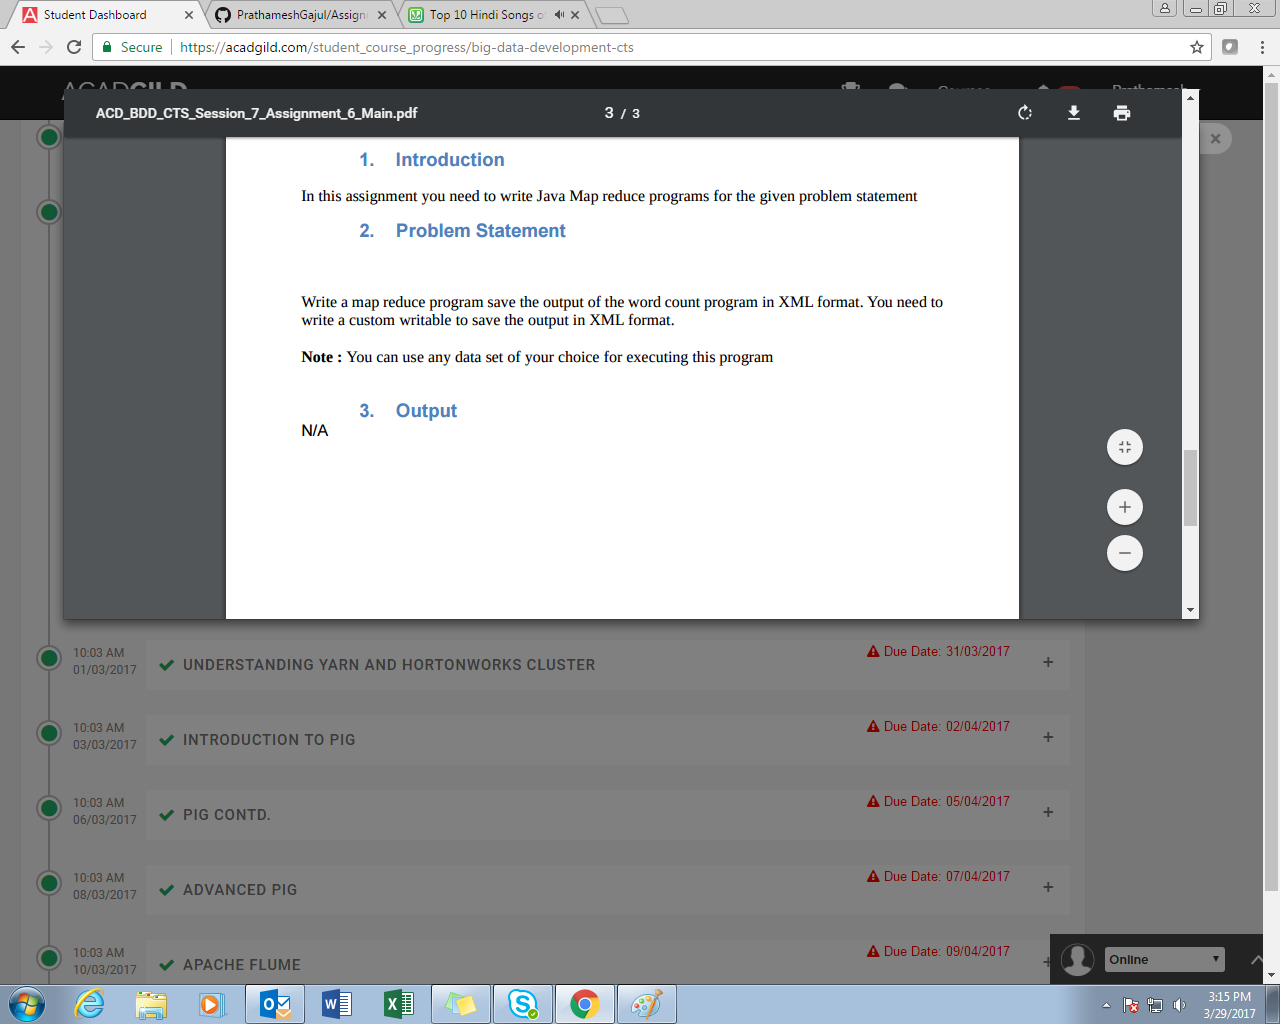 Student Dashboard
PrathameshGajul/Assign
Top 10 Hindi Songs o
Secure
https://acadgild.com/student_course_progress/big-data-development-cts
ACADGILD
Prathamesh
ACD_BDD_CTS_Session_7_Assignment_6_Main.pdf
3 / 3
1. Introduction
In this assignment you need to write Java Map reduce programs for the given problem statement
2. Problem Statement
Write a map reduce program save the output of the word count program in XML format. You need to
write a custom writable to save the output in XML format.
Note : You can use any data set of your choice for executing this program
3. Output
N/A
10:03 AM
01/03/2017
UNDERSTANDING YARN AND HORTONWORKS CLUSTER
Due Date: 31/03/2017
10:03 AM
03/03/2017
INTRODUCTION TO PIG
Due Date: 02/04/2017
10:03 AM
06/03/2017
PIG CONTD.
Due Date: 05/04/2017
10:03 AM
08/03/2017
ADVANCED PIG
Due Date: 07/04/2017
10:03 AM
10/03/2017
APACHE FLUME
Due Date: 09/04/2017
Online
3:15 PM
3/29/2017